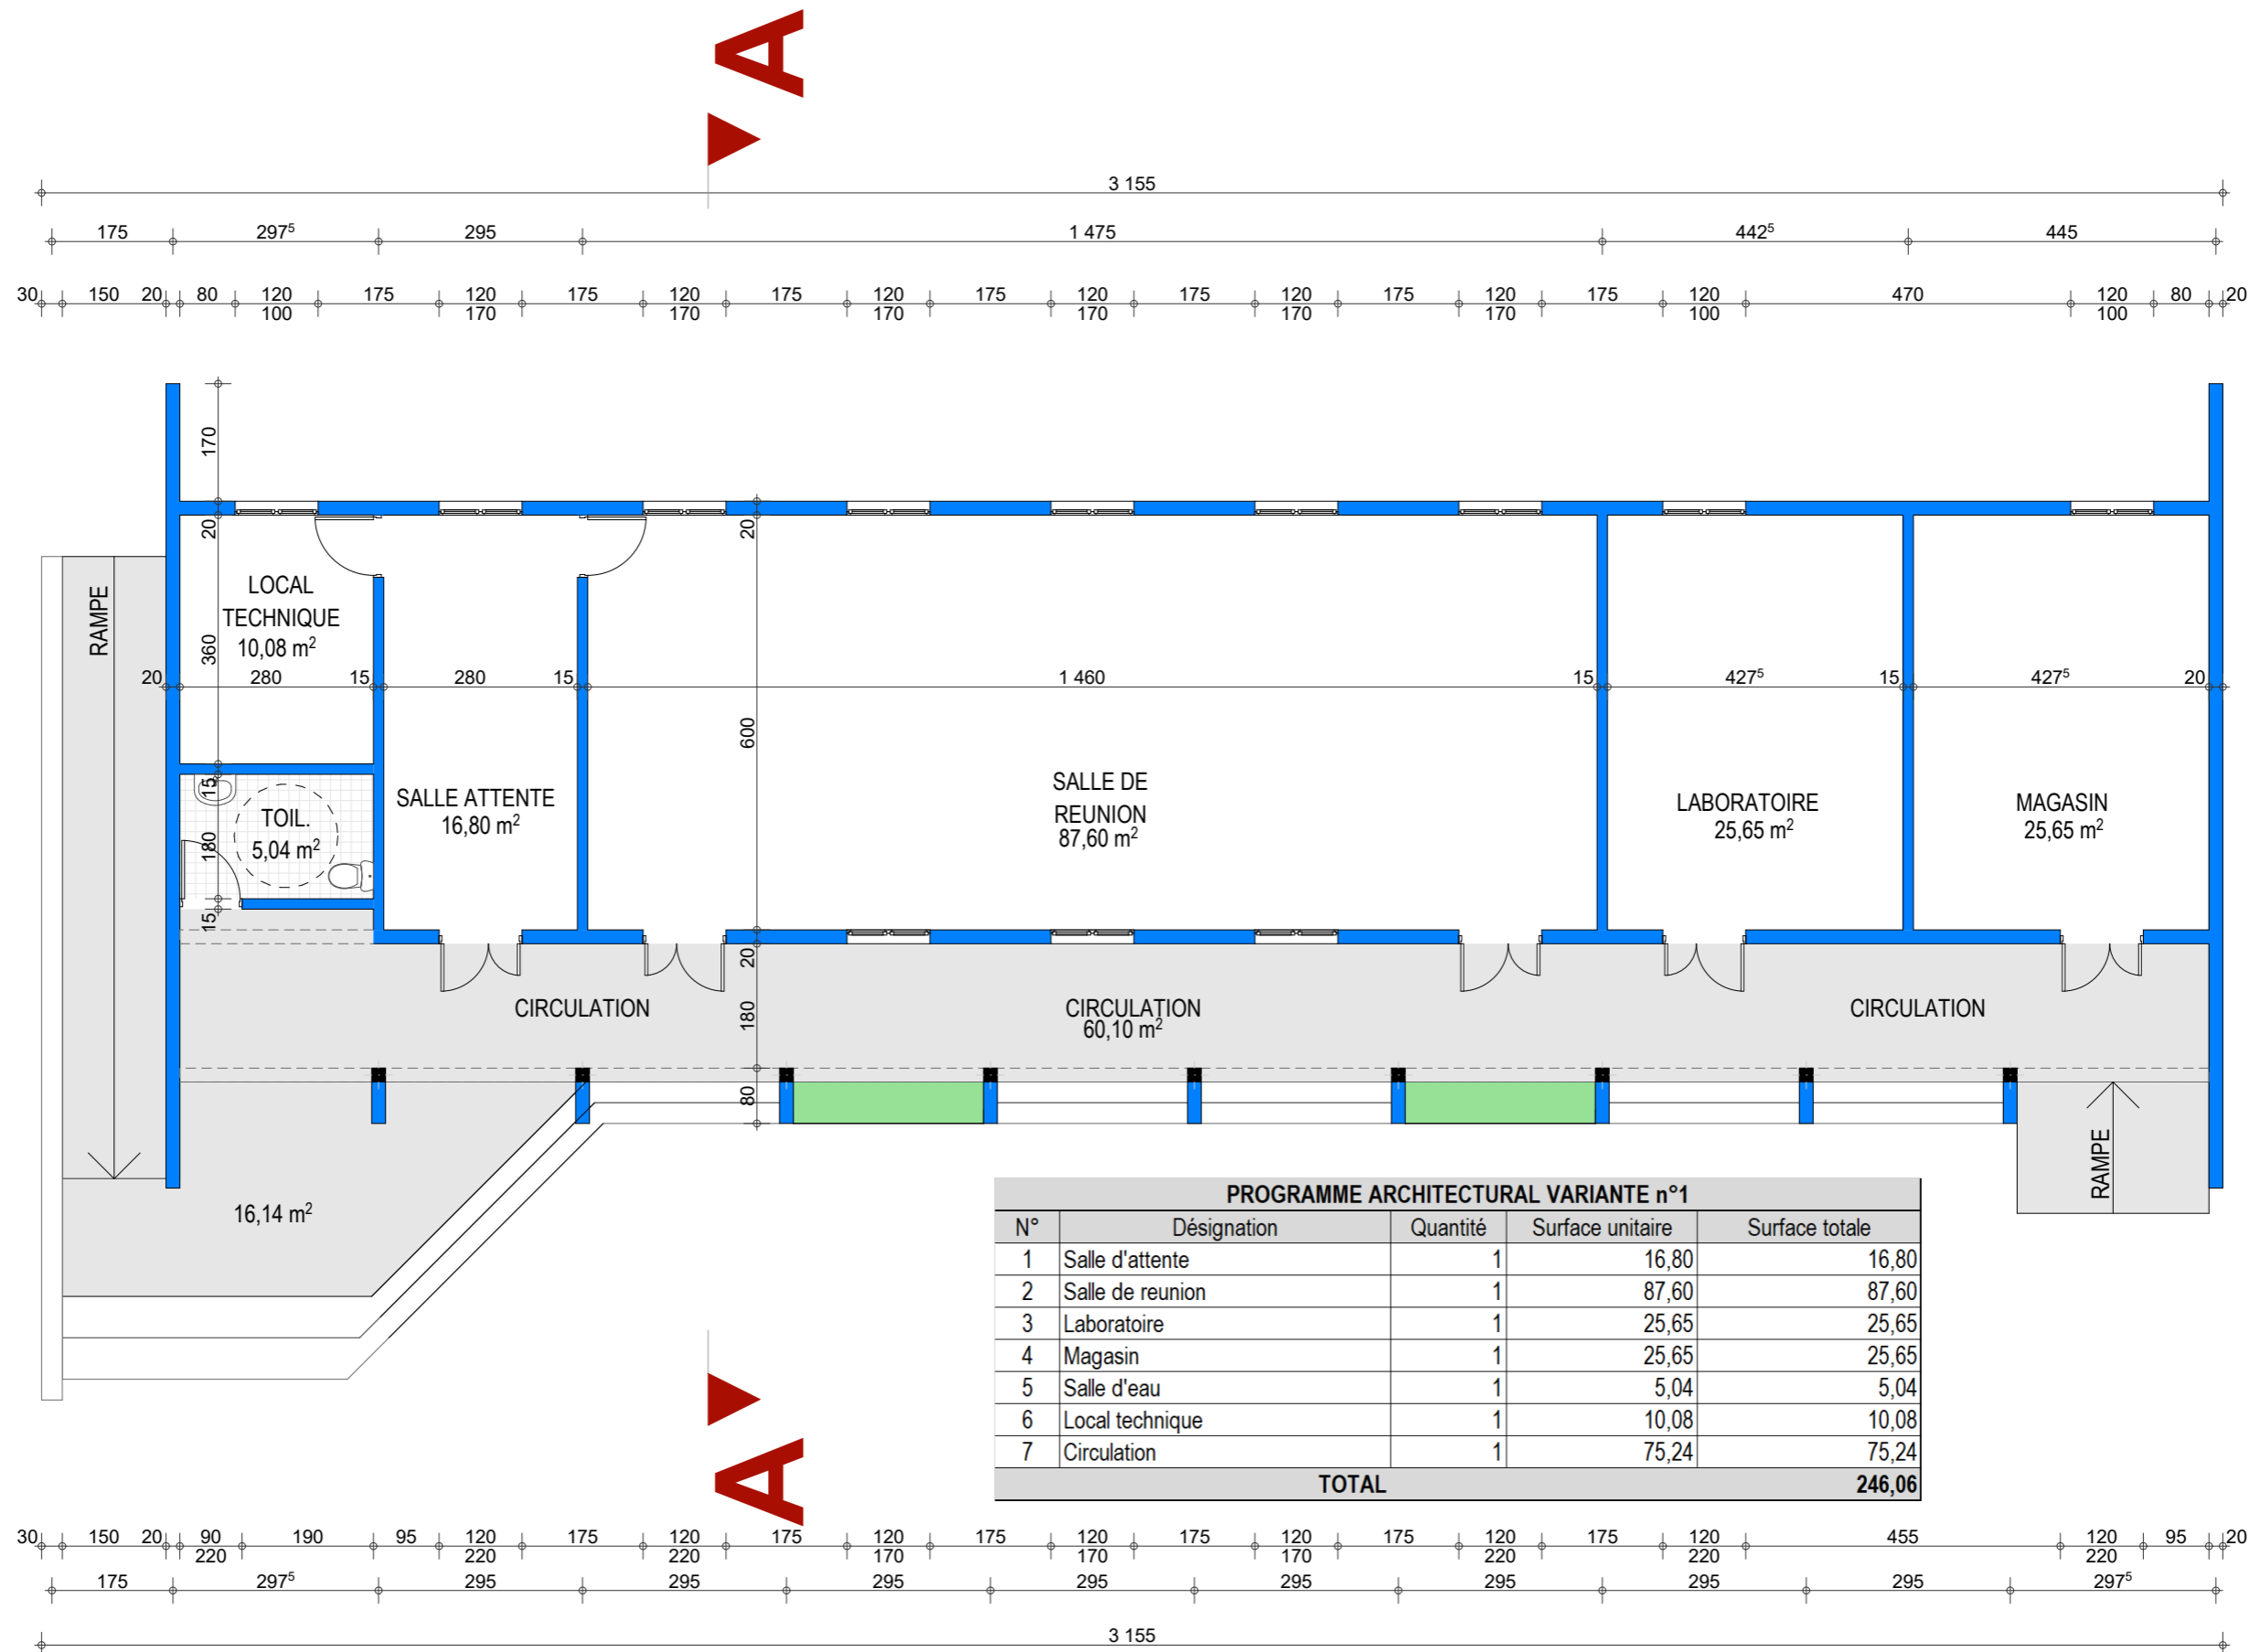 A
3 155
175 297⁵ 295 1 475 442⁵ 445
30 150 20 80 120 175 120 175 120 175 120 175 120 175 120 175 120 175 120 470 120 80 20
100 170 170 170 170 170 170 100 100
170
20
20
LOCAL
TECHNIQUE
10,08 m²
RAMPE
360
20 280 15 280 15 1 460 15 427⁵ 15 427⁵ 20
600
SALLE DE
REUNION
87,60 m²
SALLE ATTENTE
16,80 m²
LABORATOIRE
25,65 m²
MAGASIN
25,65 m²
15
TOIL.
5,04 m²
180
15
20
CIRCULATION
CIRCULATION
60,10 m²
CIRCULATION
180
80
RAMPE
16,14 m²
PROGRAMME ARCHITECTURAL VARIANTE n°1
N° Désignation Quantité Surface unitaire Surface totale
1 Salle d'attente 1 16,80 16,80
2 Salle de reunion 1 87,60 87,60
3 Laboratoire 1 25,65 25,65
4 Magasin 1 25,65 25,65
5 Salle d'eau 1 5,04 5,04
6 Local technique 1 10,08 10,08
7 Circulation 1 75,24 75,24
TOTAL 246,06
A
30 150 20 90 190 95 120 175 120 175 120 175 120 175 120 175 120 175 120 455 120 95 20
220 220 220 170 170 170 220 220 220
175 297⁵ 295 295 295 295 295 295 295 295 297⁵
3 155